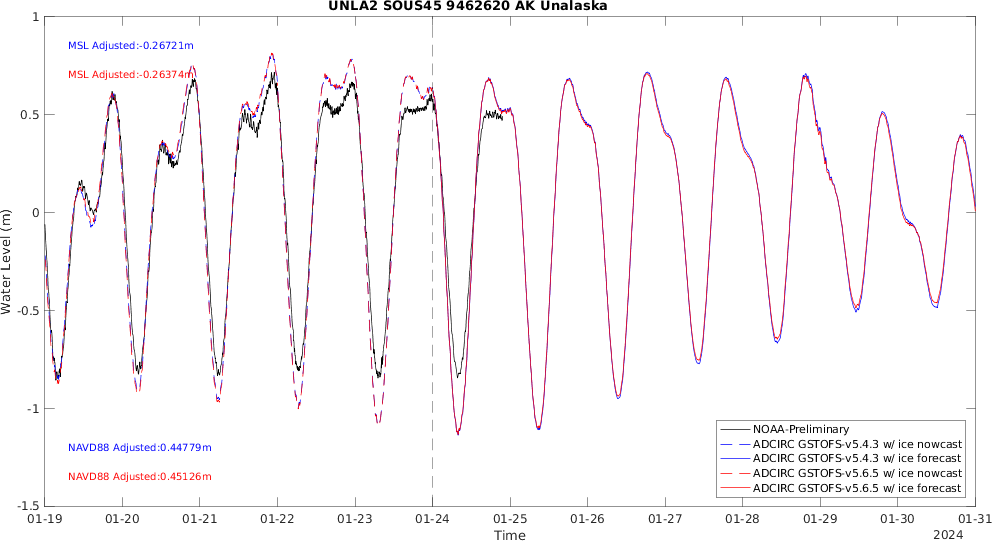 UNLA2 SOUS45 9462620 AK Unalaska
MSL Adjusted:-0.26721m
MSL Adjusted:-0.26374m
NAVD88 Adjusted:0.44779m
NAVD88 Adjusted:0.45126m
Water Level (m)
1
0.5
0
-0.5
-1
-1.5
NOAA-Preliminary
ADCIRC GSTOFS-v5.4.3 w/ ice nowcast
ADCIRC GSTOFS-v5.4.3 w/ ice forecast
ADCIRC GSTOFS-v5.6.5 w/ ice nowcast
ADCIRC GSTOFS-v5.6.5 w/ ice forecast
01-19 01-20 01-21 01-22 01-23 01-24 01-25 01-26 01-27 01-28 01-29 01-30 01-31
Time
2024